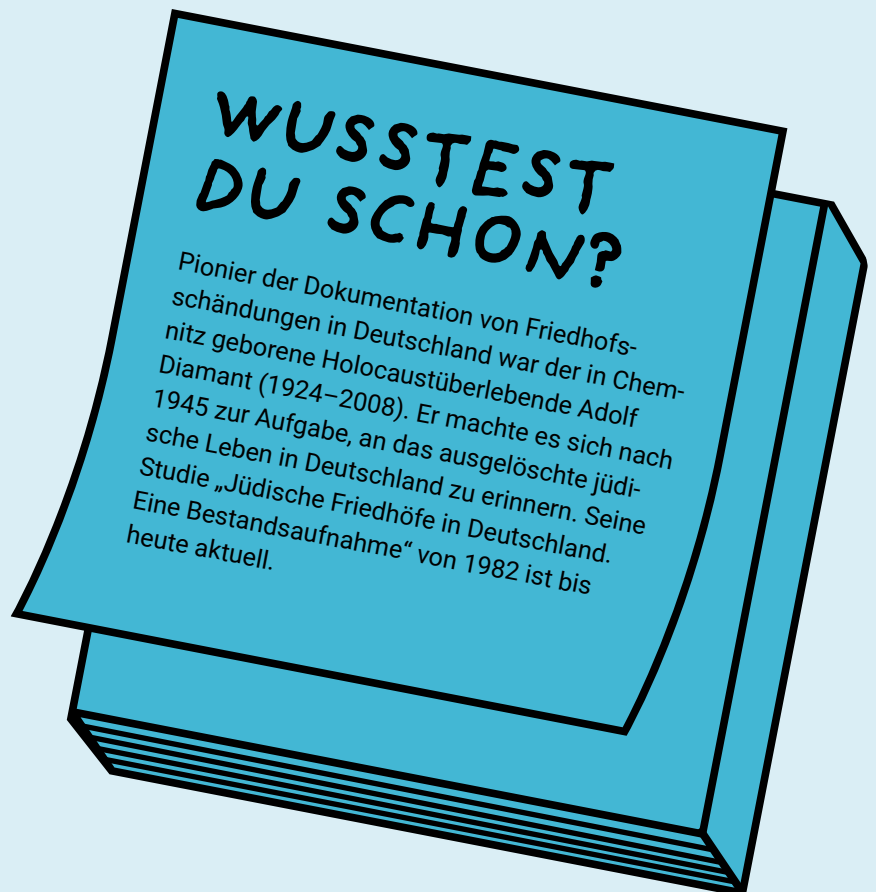 WUSSTEST
DU SCHON?
Pionier der Dokumentation von Friedhofs-
schändungen in Deutschland war der in Chem-
nitz geborene Holocaustüberlebende Adolf
Diamant (1924–2008). Er machte es sich nach
1945 zur Aufgabe, an das ausgelöschte jüdi-
sche Leben in Deutschland zu erinnern. Seine
Studie „Jüdische Friedhöfe in Deutschland.
Eine Bestandsaufnahme“ von 1982 ist bis
heute aktuell.